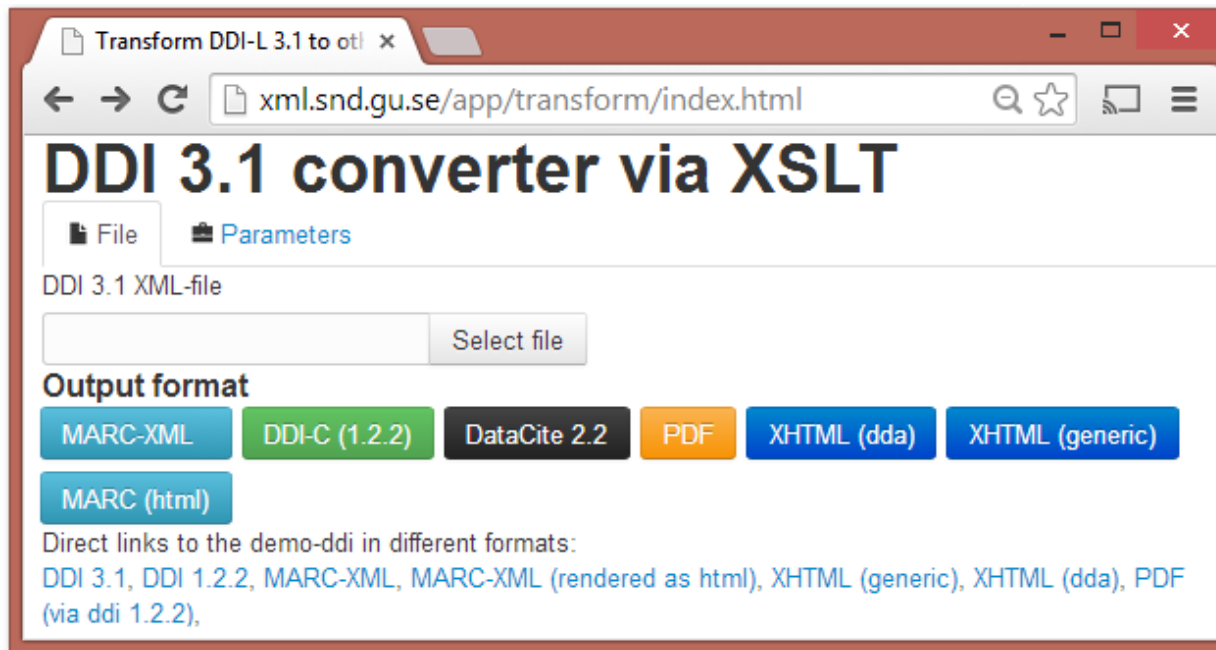 Transform DDI-L 3.1 to oth
xml.snd.gu.se/app/transform/index.html
DDI 3.1 converter via XSLT
File Parameters
DDI 3.1 XML-file
Select file
Output format
MARC-XML DDI-C (1.2.2) DataCite 2.2 PDF XHTML (dda) XHTML (generic)
MARC (html)
Direct links to the demo-ddi in different formats:
DDI 3.1, DDI 1.2.2, MARC-XML, MARC-XML (rendered as html), XHTML (generic), XHTML (dda), PDF
(via ddi 1.2.2),